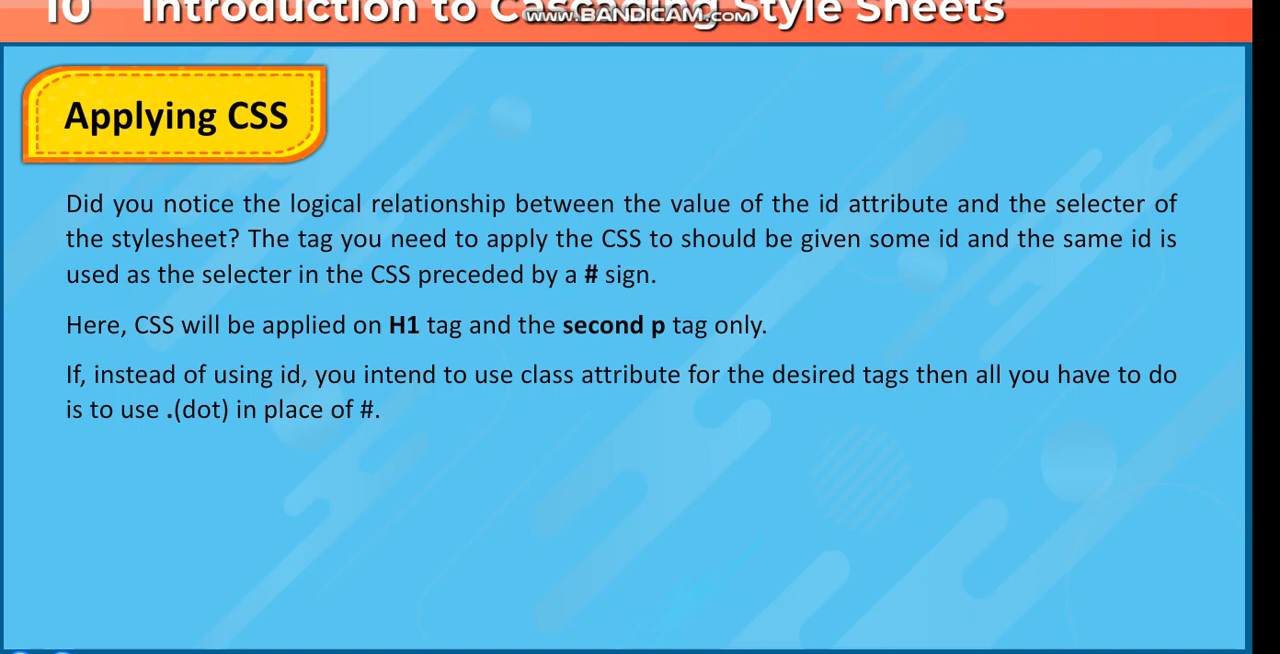 10 Introduction to Cascading Style Sheets
www.BANDICAM.com
Applying CSS
Did you notice the logical relationship between the value of the id attribute and the selecter of
the stylesheet? The tag you need to apply the CSS to should be given some id and the same id is
used as the selecter in the CSS preceded by a # sign.
Here, CSS will be applied on H1 tag and the second p tag only.
If, instead of using id, you intend to use class attribute for the desired tags then all you have to do
is to use .(dot) in place of #.